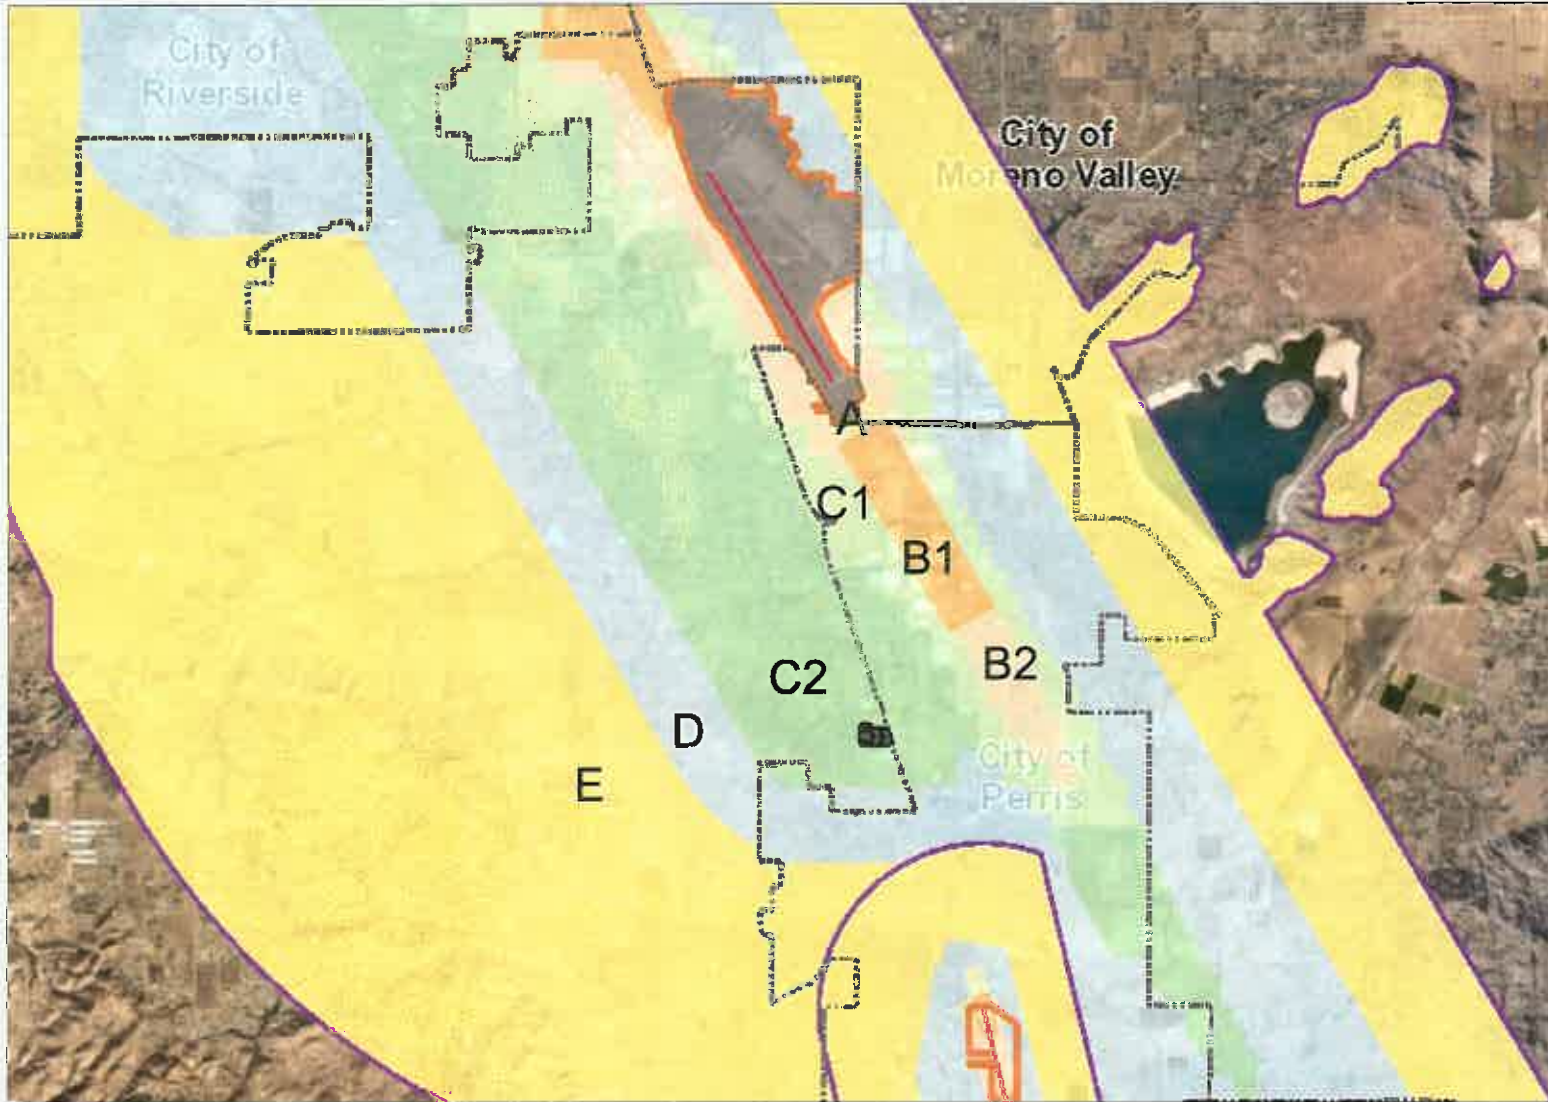 City of
Riverside
City of
Moreno Valley
A
C1
B1
B2
C2
D
City of
Perris
E